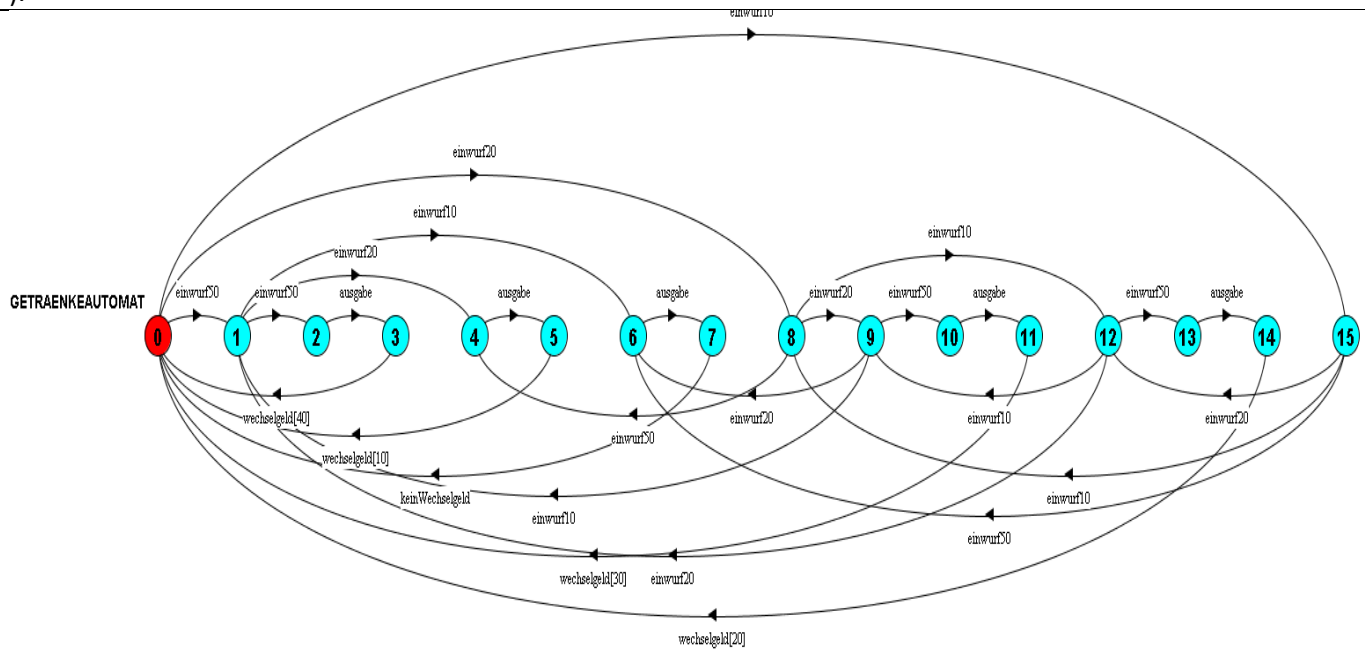 einwurf10
einwurf20
einwurf10
einwurf10
einwurf20
GETRAENKEAUTOMAT
einwurf50
einwurf50
ausgabe
ausgabe
ausgabe
einwurf20
einwurf50
ausgabe
einwurf50
ausgabe
0
1
2
3
4
5
6
7
8
9
10
11
12
13
14
15
wechselgeld[40]
einwurf20
einwurf10
einwurf20
einwurf50
wechselgeld[10]
keinWechselgeld
einwurf10
einwurf10
einwurf50
wechselgeld[30]
einwurf20
wechselgeld[20]